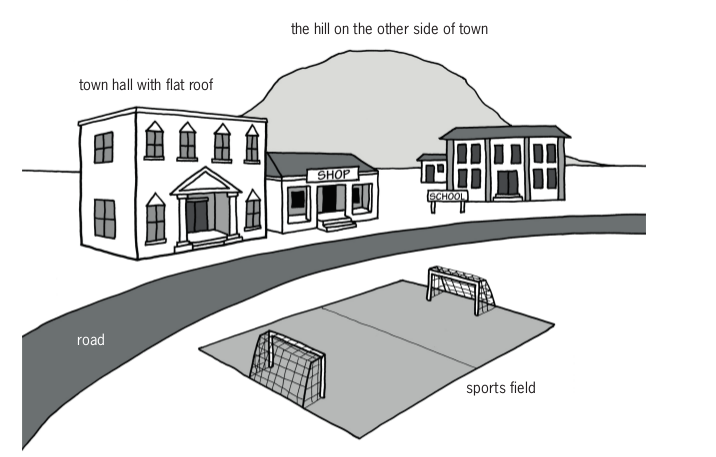 the hill on the other side of town
town hall with flat roof
SHOP
SCHOOL
road
sports field